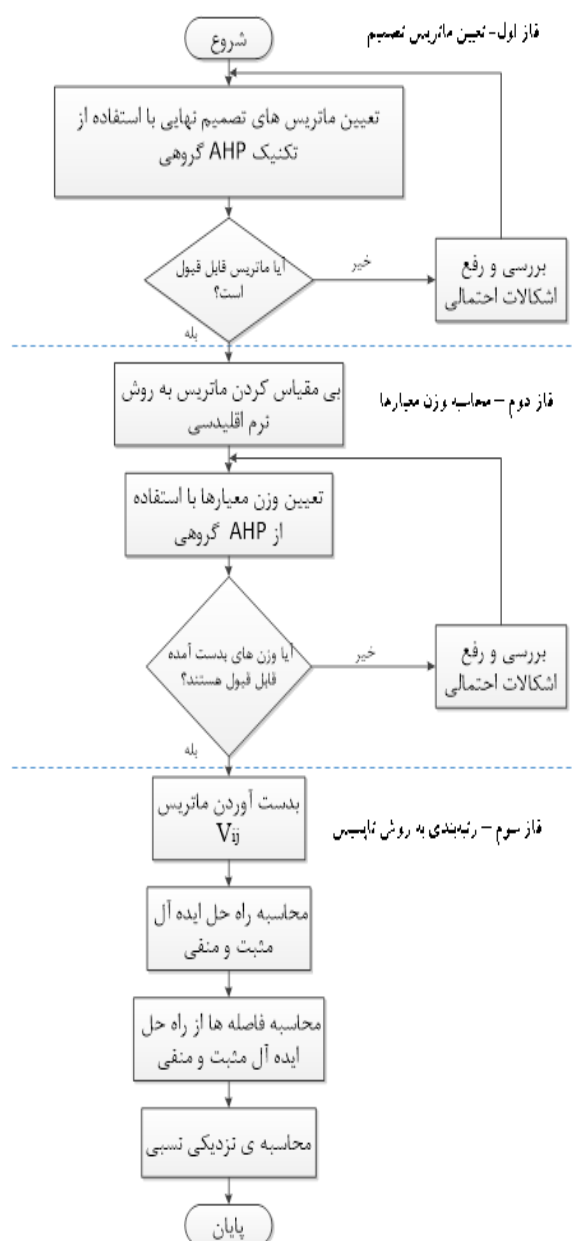 فاز اول- تعیین ماتریس تصمیم
شروع
تعیین ماتریس های تصمیم نهایی با استفاده از
تکنیک AHP گروهی
آیا ماتریس قابل قبول
است؟
خیر
بررسی و رفع
اشکالات احتمالی
بله
فاز دوم – محاسبه وزن معیارها
بی مقیاس کردن ماتریس به روش
نرم اقلیدسی
تعیین وزن معیارها با استفاده
از AHP گروهی
آیا وزن های بدست آمده
قابل قبول هستند؟
خیر
بررسی و رفع
اشکالات احتمالی
بله
فاز سوم – رتبه‌بندی به روش تاپسیس
بدست آوردن ماتریس
Vij
محاسبه راه حل ایده آل
مثبت و منفی
محاسبه فاصله ها از راه حل
ایده آل مثبت و منفی
محاسبه ی نزدیکی نسبی
پایان